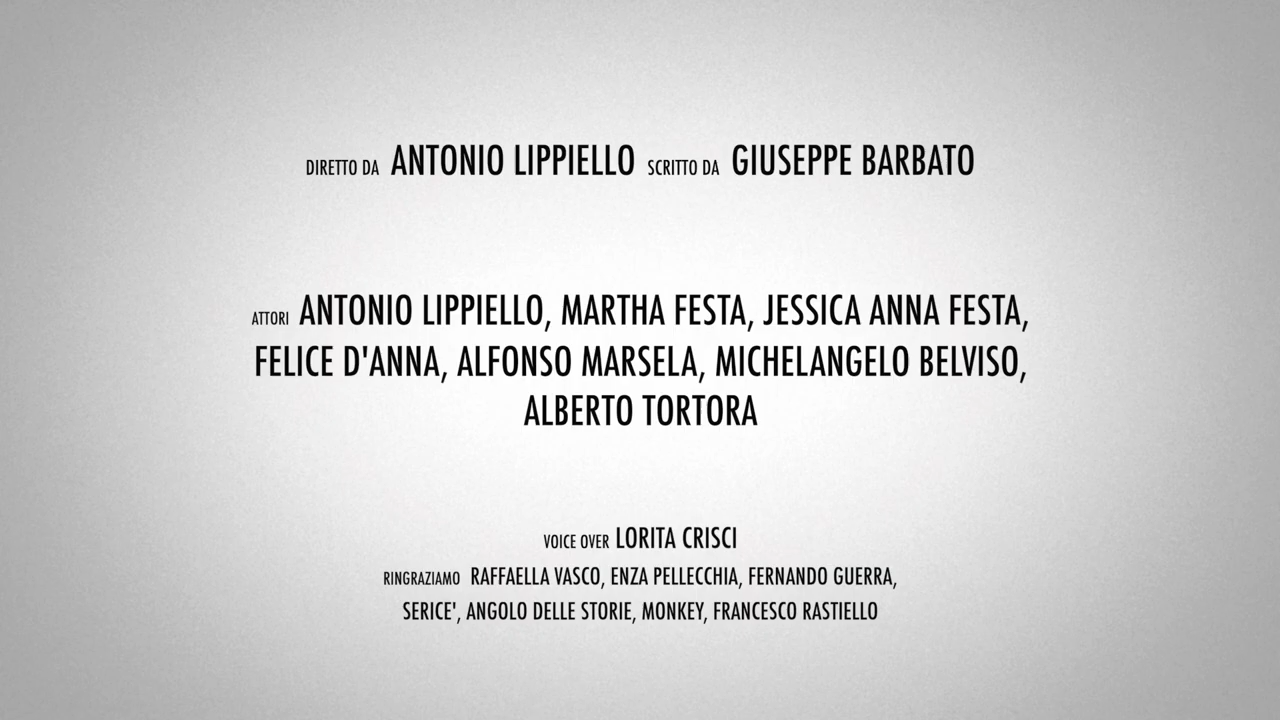 DIRETTO DA ANTONIO LIPPIELLO SCRITTO DA GIUSEPPE BARBATO
ATTORI ANTONIO LIPPIELLO, MARTHA FESTA, JESSICA ANNA FESTA,
FELICE D'ANNA, ALFONSO MARSELA, MICHELANGELO BELVISO,
ALBERTO TORTORA
VOICE OVER LORITA CRISCI
RINGRAZIAMO RAFFAELLA VASCO, ENZA PELLECCHIA, FERNANDO GUERRA,
SERICE', ANGOLO DELLE STORIE, MONKEY, FRANCESCO RASTIELLO